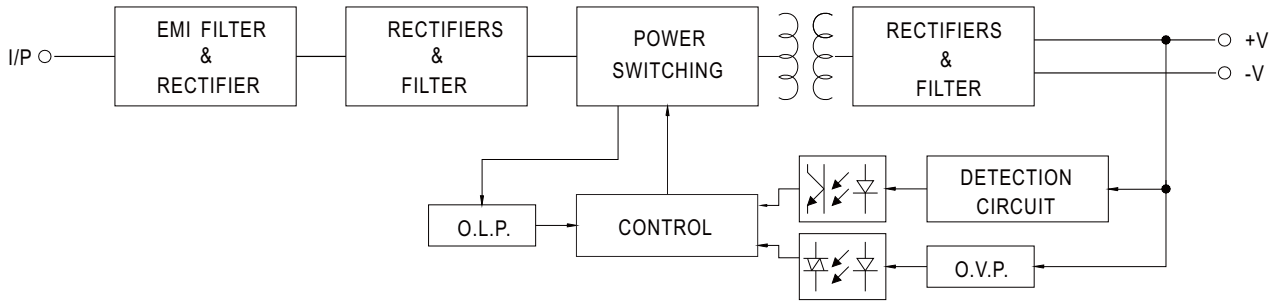 I/P
EMI FILTER
&
RECTIFIER
RECTIFIERS
&
FILTER
POWER
SWITCHING
RECTIFIERS
&
FILTER
+V
-V
O.L.P.
CONTROL
DETECTION
CIRCUIT
O.V.P.